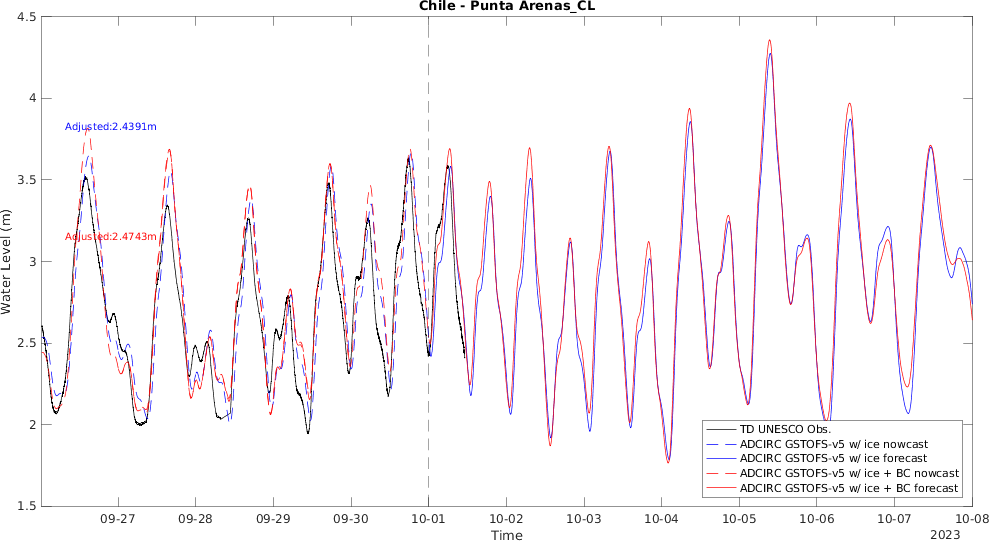 Chile - Punta Arenas_CL
4.5
4
3.5
3
2.5
2
1.5
Water Level (m)
Adjusted:2.4391m
Adjusted:2.4743m
TD UNESCO Obs.
ADCIRC GSTOFS-v5 w/ ice nowcast
ADCIRC GSTOFS-v5 w/ ice forecast
ADCIRC GSTOFS-v5 w/ ice + BC nowcast
ADCIRC GSTOFS-v5 w/ ice + BC forecast
09-27 09-28 09-29 09-30 10-01 10-02 10-03 10-04 10-05 10-06 10-07 10-08
Time
2023